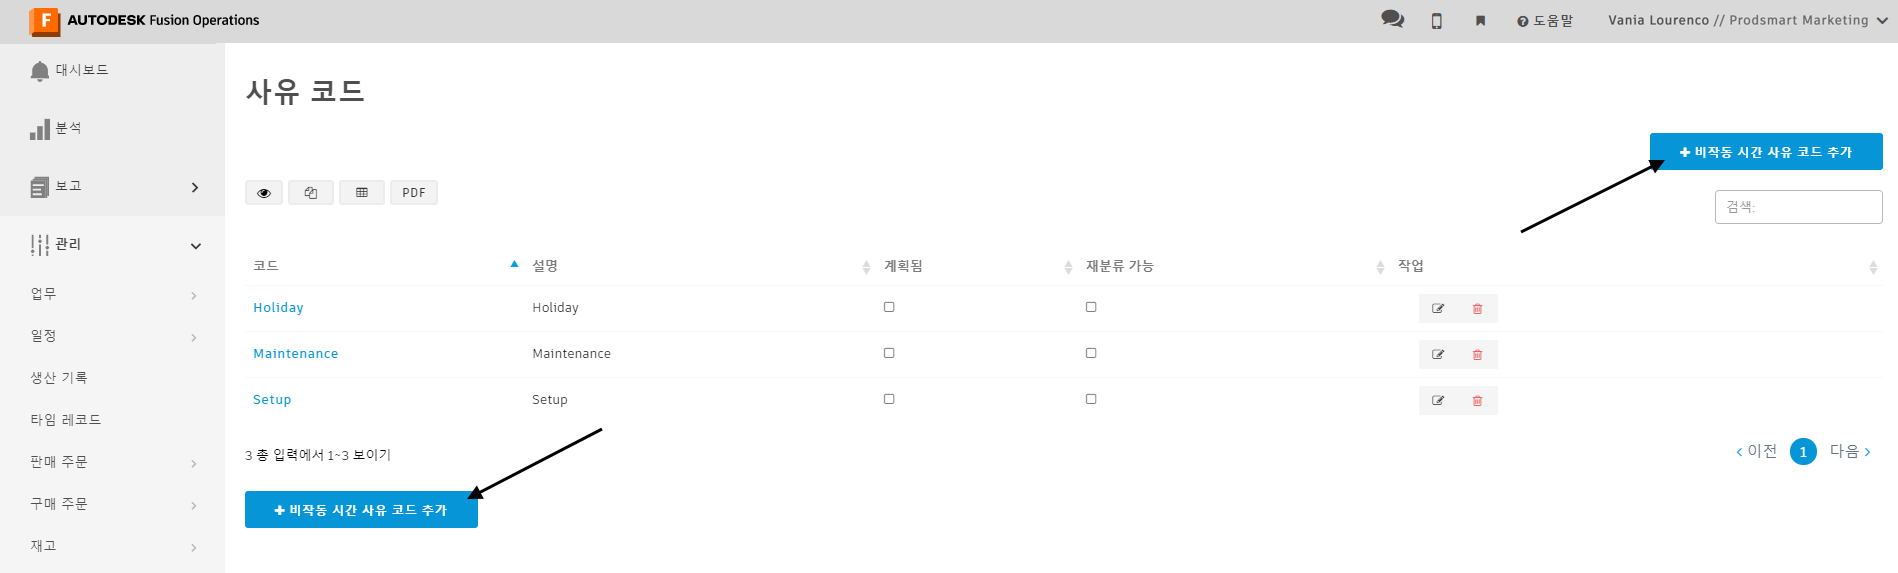 F AUTODESK Fusion Operations
도움말
Vania Lourenco // Prodsmart Marketing
대시보드
분석
보고
관리
업무
일정
생산 기록
타임 레코드
판매 주문
구매 주문
재고
사유 코드
+ 비작동 시간 사유 코드 추가
PDF
검색:
코드 설명 계획됨 재분류 가능 작업
Holiday Holiday
Maintenance Maintenance
Setup Setup
3 총 입력에서 1~3 보이기
이전 1 다음
+ 비작동 시간 사유 코드 추가